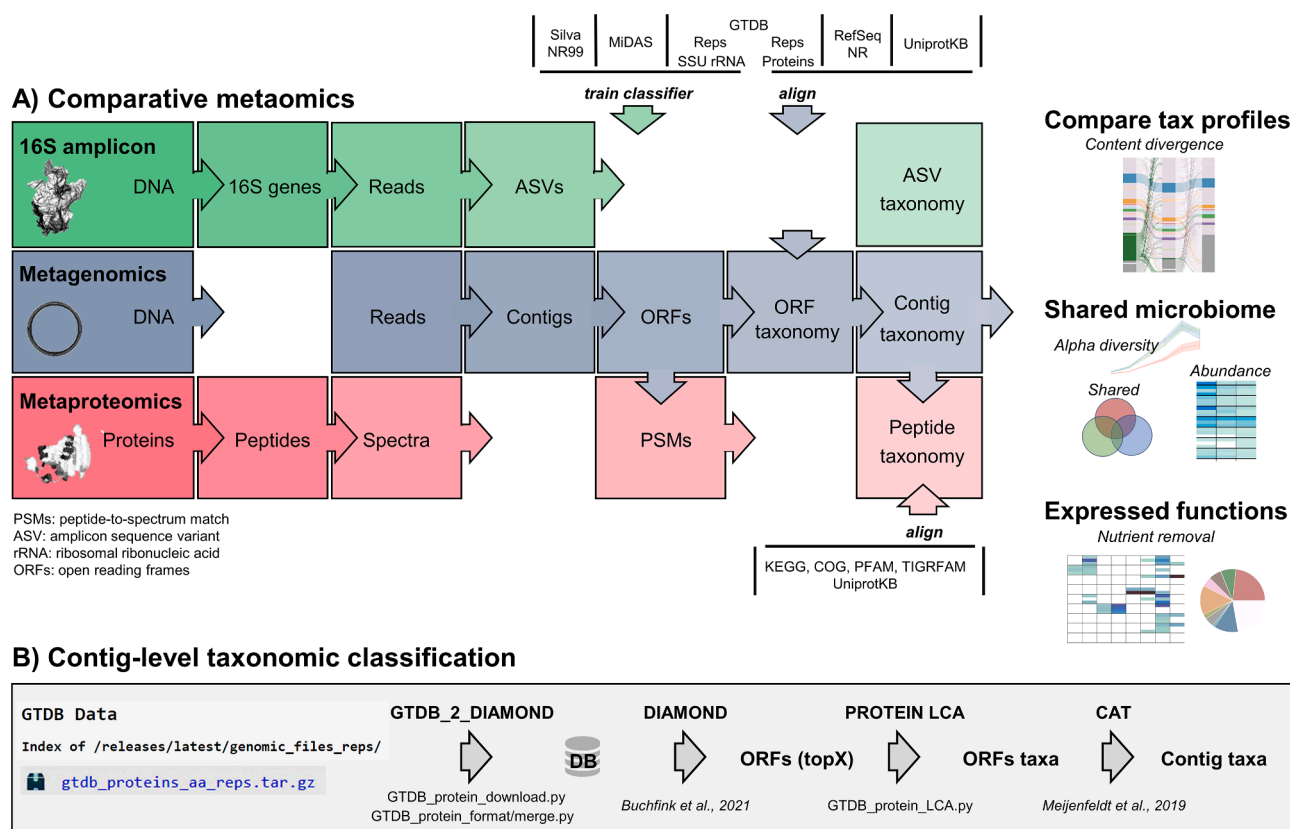 GTDB
Silva
NR99
MiDAS
Reps
SSU rRNA
Reps
Proteins
RefSeq
NR
UniprotKB
train classifier
align
A) Comparative metaomics
16S amplicon
DNA
16S genes
Reads
ASVs
ASV
taxonomy
Metagenomics
DNA
Reads
Contigs
ORFs
ORF
taxonomy
Contig
taxonomy
Metaproteomics
Proteins
Peptides
Spectra
PSMs
Peptide
taxonomy
align
KEGG, COG, PFAM, TIGRFAM
UniprotKB
PSMs: peptide-to-spectrum match
ASV: amplicon sequence variant
rRNA: ribosomal ribonucleic acid
ORFs: open reading frames
Compare tax profiles
Content divergence
Shared microbiome
Alpha diversity
Shared
Abundance
Expressed functions
Nutrient removal
B) Contig-level taxonomic classification
GTDB Data
Index of /releases/latest/genomic_files_reps/
gtdb_proteins_aa_reps.tar.gz
GTDB_2_DIAMOND
GTDB_protein_download.py
GTDB_protein_format/merge.py
DB
DIAMOND
Buchfink et al., 2021
ORFs (topX)
PROTEIN LCA
GTDB_protein_LCA.py
ORFs taxa
CAT
Meijenfeldt et al., 2019
Contig taxa